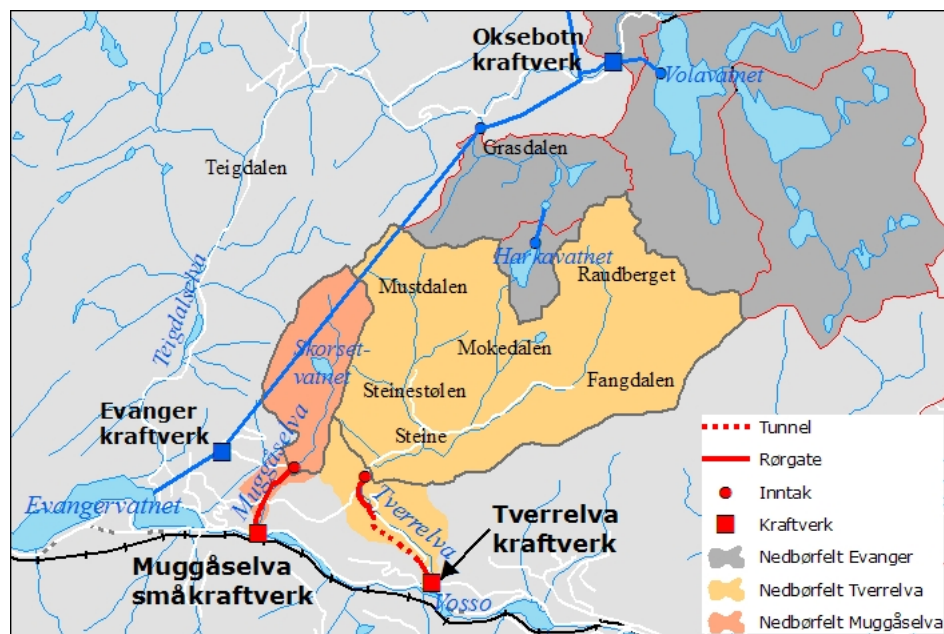 Oksebotn
kraftverk
Volavatnet
Grasdalen
Teigdalen
Harkavatnet
Raudberget
Mustdalen
Teigdalselva
Skorset-
vatnet
Mokedalen
Steinestølen
Fangdalen
Evanger
kraftverk
Steine
Muggåselva
Evangervatnet
Tverrelva
Tverrelva
kraftverk
Muggåselva
småkraftverk
Vosso
Tunnel
Rørgate
Inntak
Kraftverk
Nedbørfelt Evanger
Nedbørfelt Tverrelva
Nedbørfelt Muggåselva